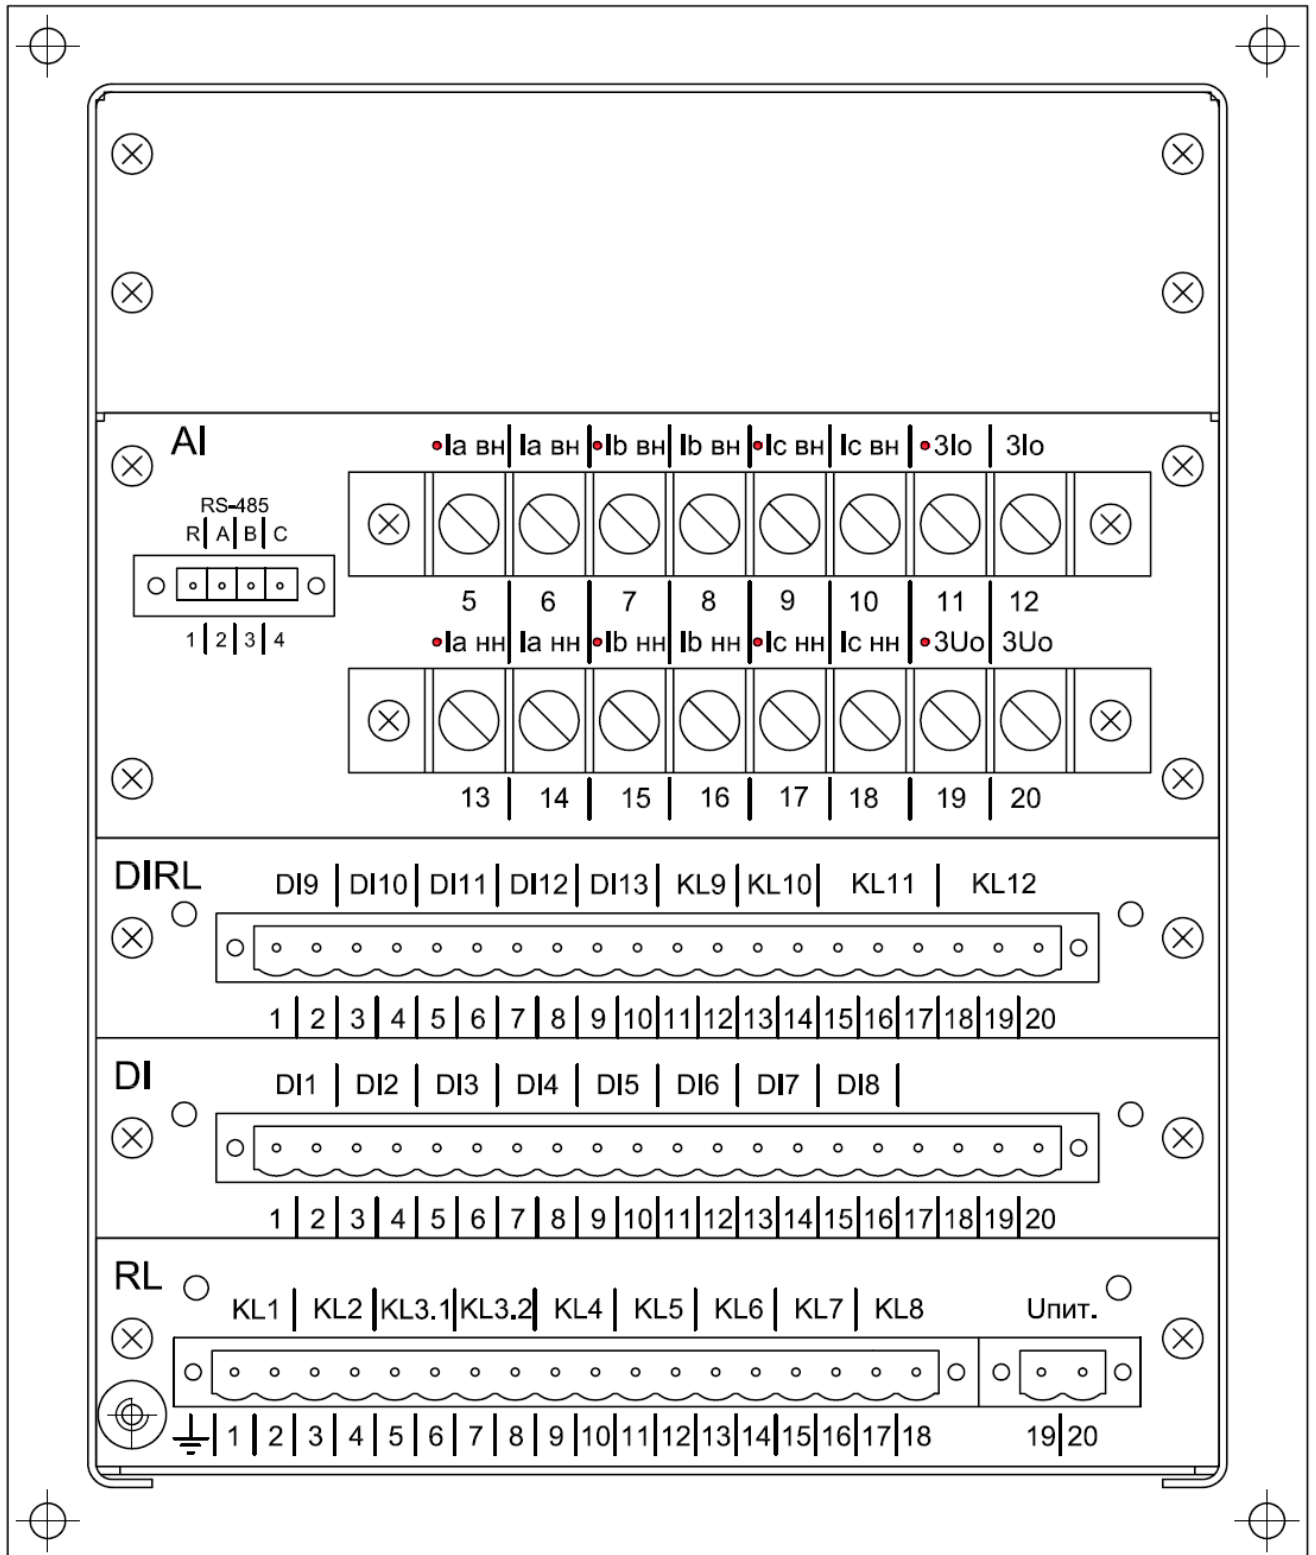 AI
•Ia вн Ia вн •Ib вн Ib вн •Ic вн Ic вн •3Io 3Io
RS-485
R A B C
5 6 7 8 9 10 11 12
1 2 3 4
•Ia нн Ia нн •Ib нн Ib нн •Ic нн Ic нн •3Uo 3Uo
13 14 15 16 17 18 19 20
DIRL
DI9 DI10 DI11 DI12 DI13 KL9 KL10 KL11 KL12
1 2 3 4 5 6 7 8 9 10 11 12 13 14 15 16 17 18 19 20
DI
DI1 DI2 DI3 DI4 DI5 DI6 DI7 DI8
1 2 3 4 5 6 7 8 9 10 11 12 13 14 15 16 17 18 19 20
RL
KL1 KL2 KL3.1 KL3.2 KL4 KL5 KL6 KL7 KL8 Uпит.
1 2 3 4 5 6 7 8 9 10 11 12 13 14 15 16 17 18 19 20